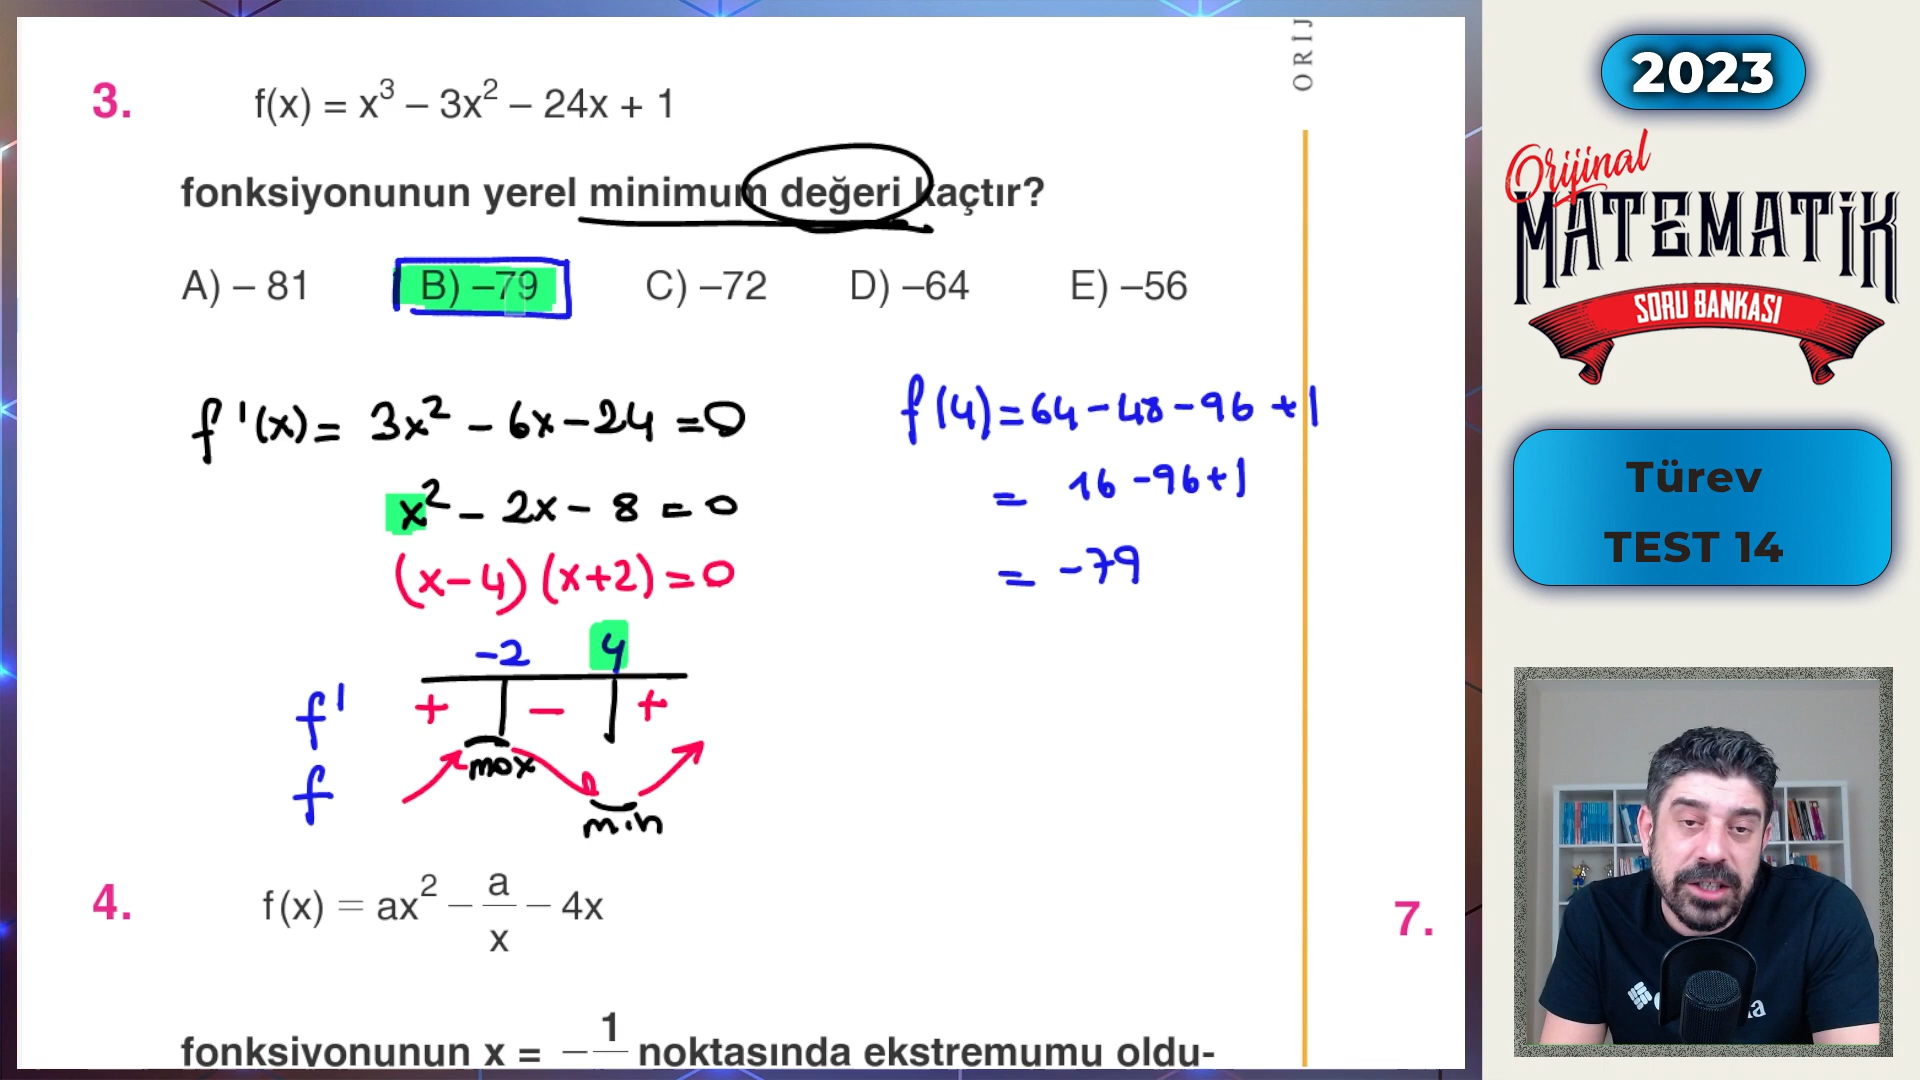 3. f(x) = x³ – 3x² – 24x + 1
fonksiyonunun yerel minimum değeri kaçtır?
A) – 81 B) –79 C) –72 D) –64 E) –56
f'(x) = 3x² – 6x – 24 = 0
x² – 2x – 8 = 0
(x – 4) (x + 2) = 0
–2 4
f' + – +
f max min
f(4) = 64 – 48 – 96 + 1
= 16 – 96 + 1
= –79
4. f(x) = ax² – a/x – 4x
fonksiyonunun x = – 1 noktasında ekstremumu oldu-
ORIJ
7.
2023
Orijinal
MATEMATİK
SORU BANKASI
Türev
TEST 14